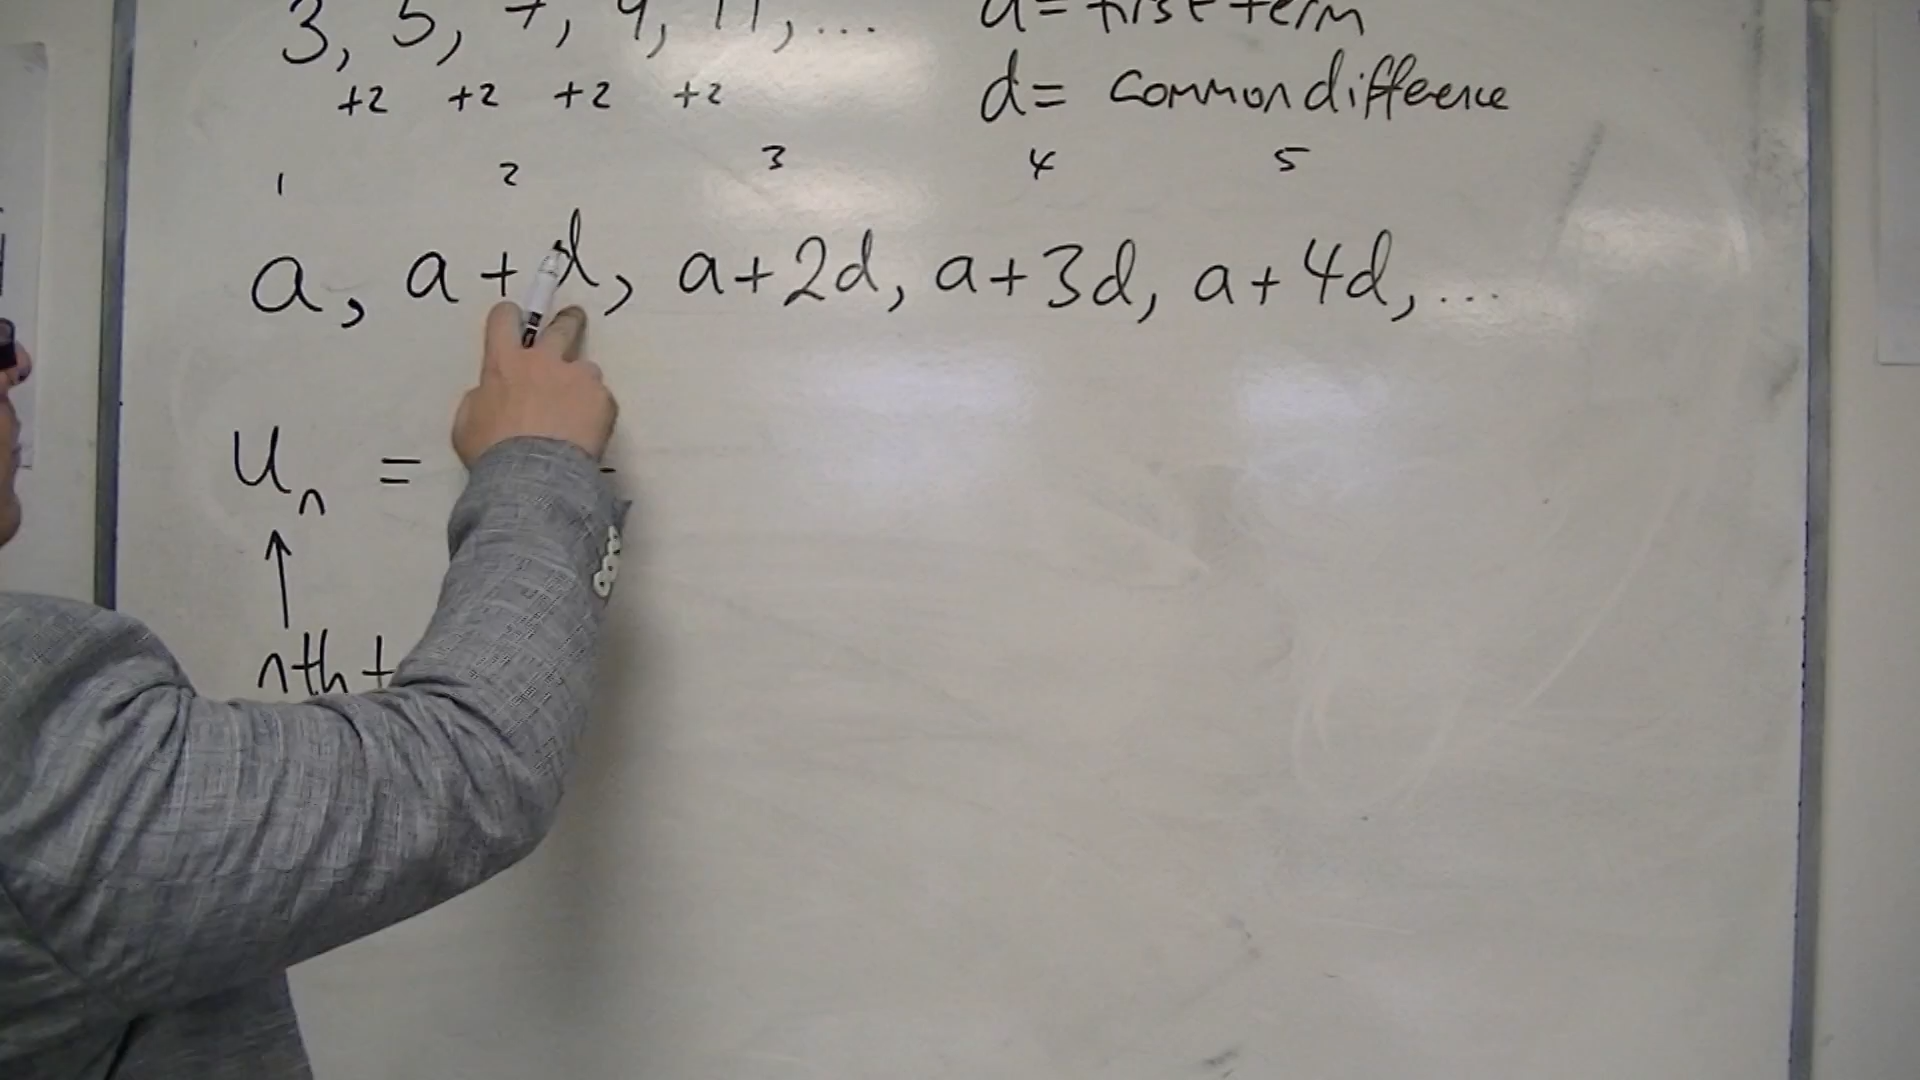 3, 5, 7, 9, 11, ... a = first term
+2 +2 +2 +2 d = common difference
1 2 3 4 5
a, a + d, a + 2d, a + 3d, a + 4d, ...
uₙ =
↑
nth